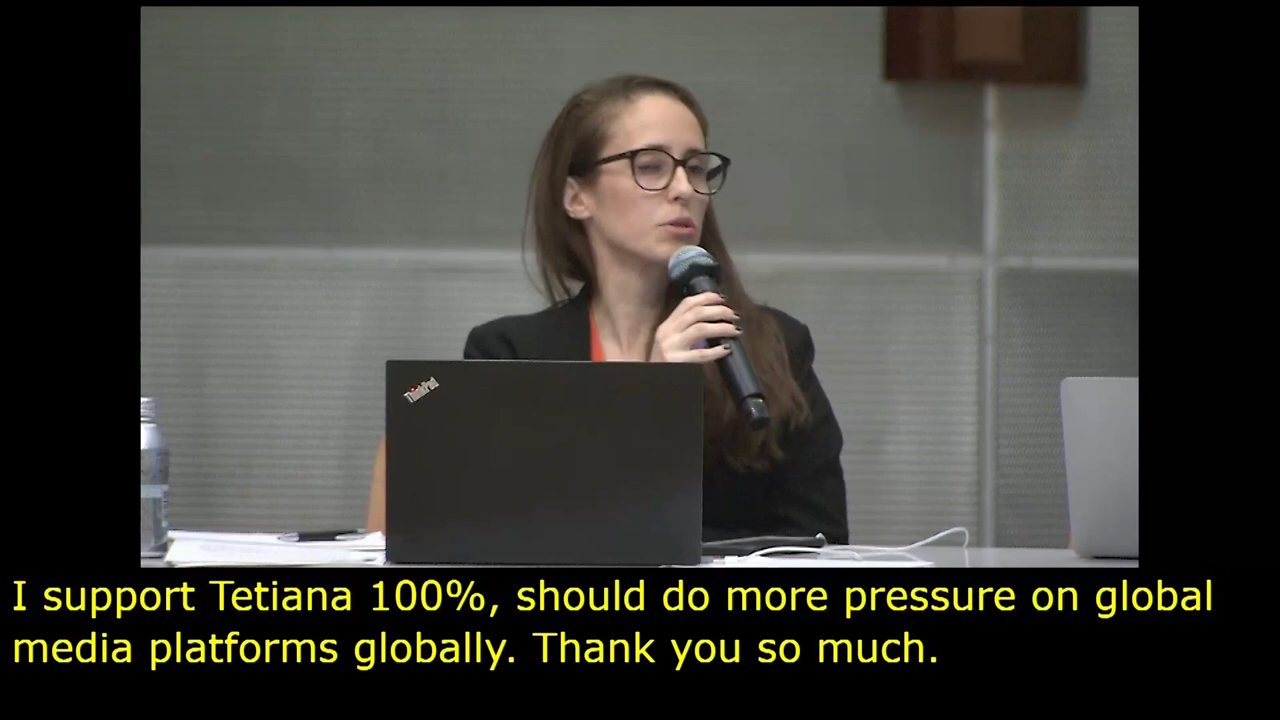 ThinkPad
I support Tetiana 100%, should do more pressure on global
media platforms globally. Thank you so much.